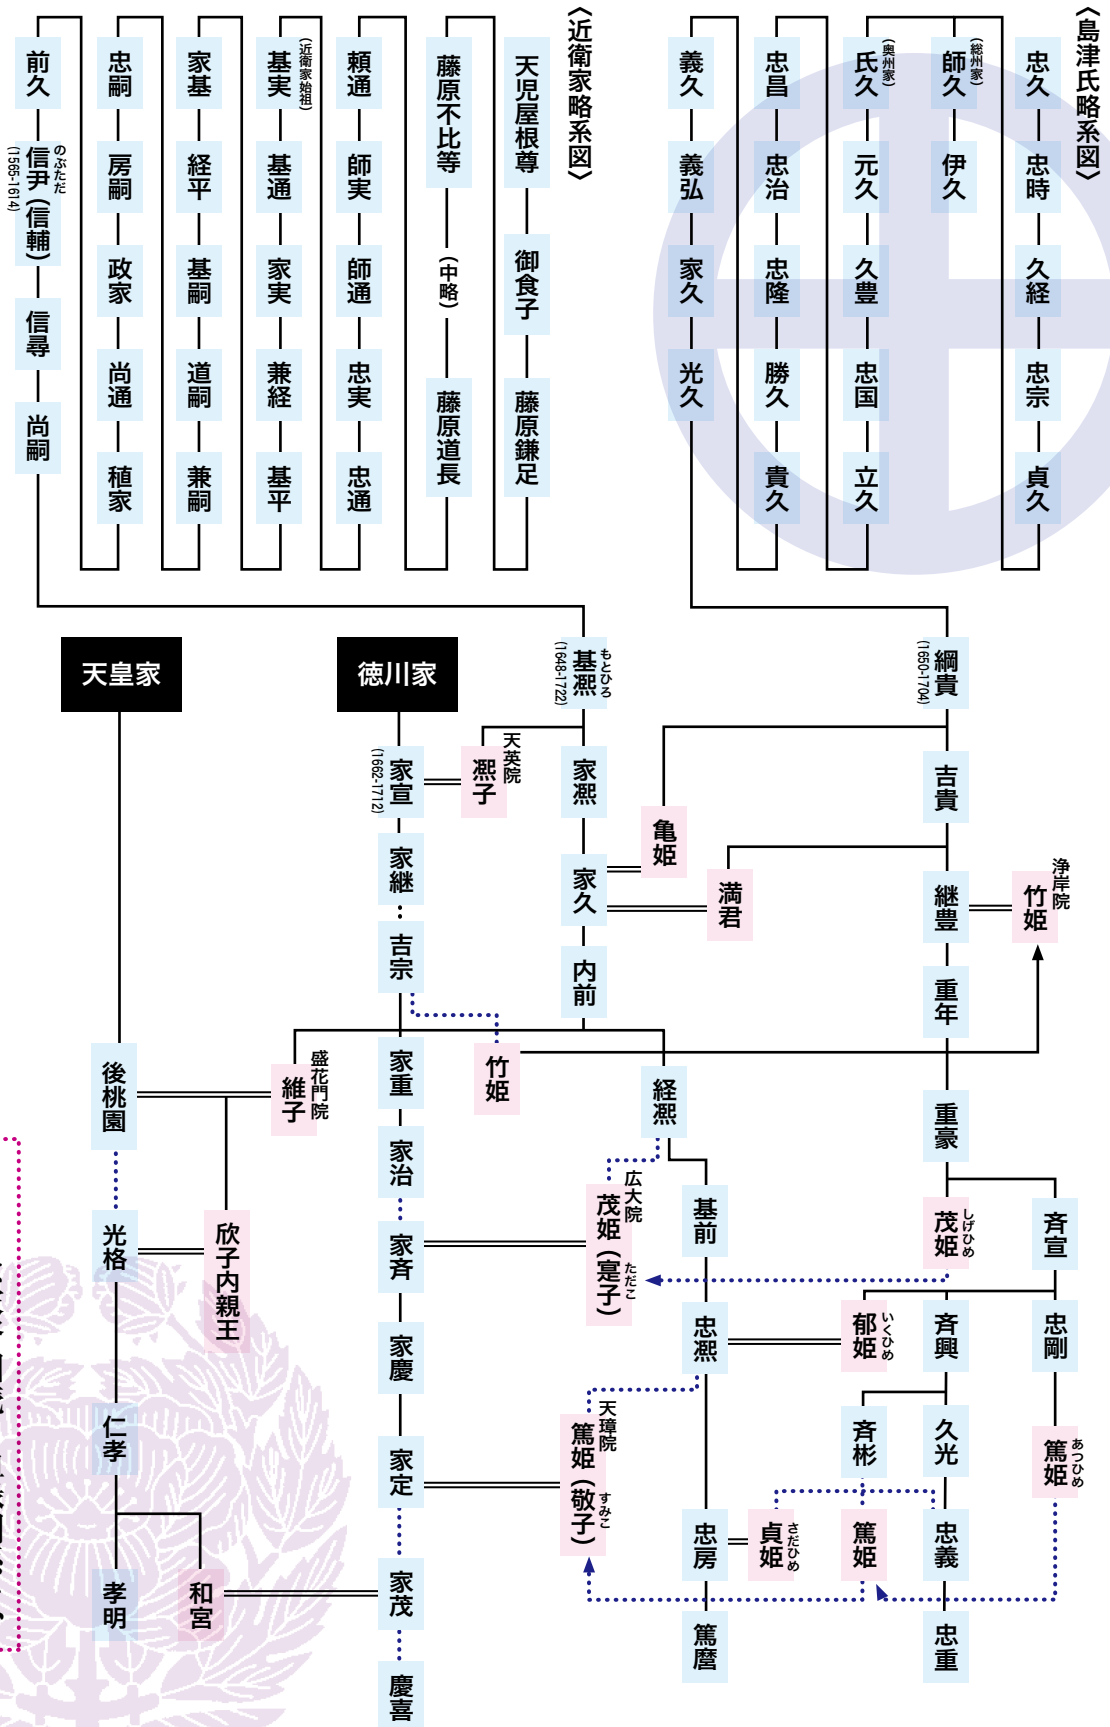 〈島津氏略系図〉
忠久
忠時
久経
忠宗
貞久
(総州家)
師久
伊久
(奥州家)
氏久
元久
久豊
忠国
立久
忠昌
忠治
忠隆
勝久
貴久
義久
義弘
家久
光久
綱貴
(1650-1704)
吉貴
継豊
浄岸院
竹姫
重年
重豪
斉宣
しげひめ
茂姫
忠剛
斉興
いくひめ
郁姫
あつひめ
篤姫
久光
斉彬
忠義
篤姫
さだひめ
貞姫
忠重
亀姫
満君
〈近衛家略系図〉
天児屋根尊
御食子
藤原鎌足
藤原不比等
(中略)
藤原道長
頼通
師実
師通
忠実
忠通
(近衛家始祖)
基実
基通
家実
兼経
基平
家基
経平
基嗣
道嗣
兼嗣
忠嗣
房嗣
政家
尚通
稙家
前久
のぶただ
信尹(信輔)
(1565-1614)
信尋
尚嗣
もとひろ
基凞
(1648-1722)
家凞
天英院
凞子
家久
内前
経凞
盛花門院
維子
基前
広大院
茂姫(寔子)
ただこ
忠凞
天璋院
篤姫(敬子)
すみこ
忠房
篤麿
徳川家
家宣
(1662-1712)
家継
吉宗
竹姫
家重
家治
家斉
家慶
家定
家茂
慶喜
天皇家
後桃園
光格
欣子内親王
仁孝
孝明
和宮